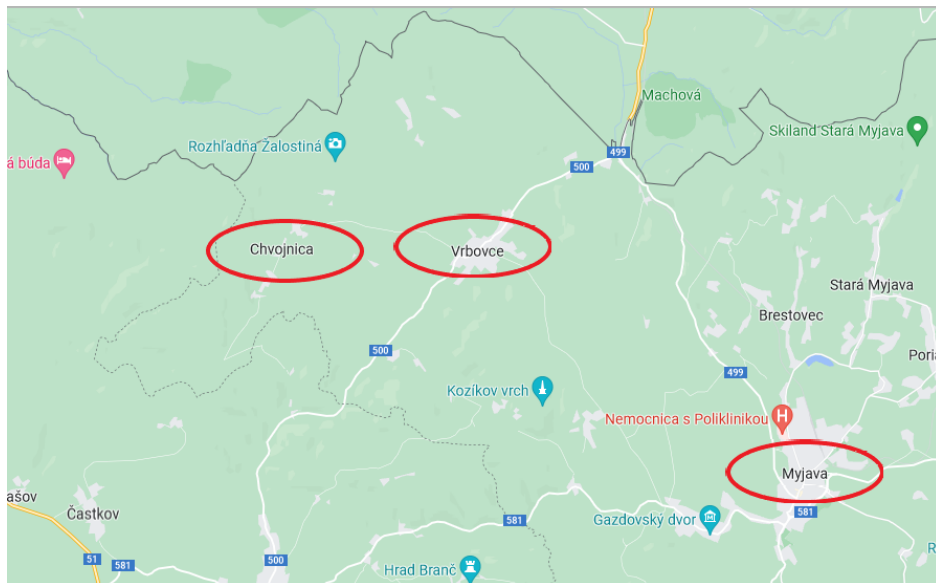 Machová
Skiland Stará Myjava
Rozhľadňa Žalostiná
á búda
499
500
Chvojnica
Vrbovce
Stará Myjava
Brestovec
500
499
Poria
Kozíkov vrch
Nemocnica s Poliklinikou
Myjava
ašov
Častkov
581
Gazdovský dvor
581
R
51
581
500
Hrad Branč